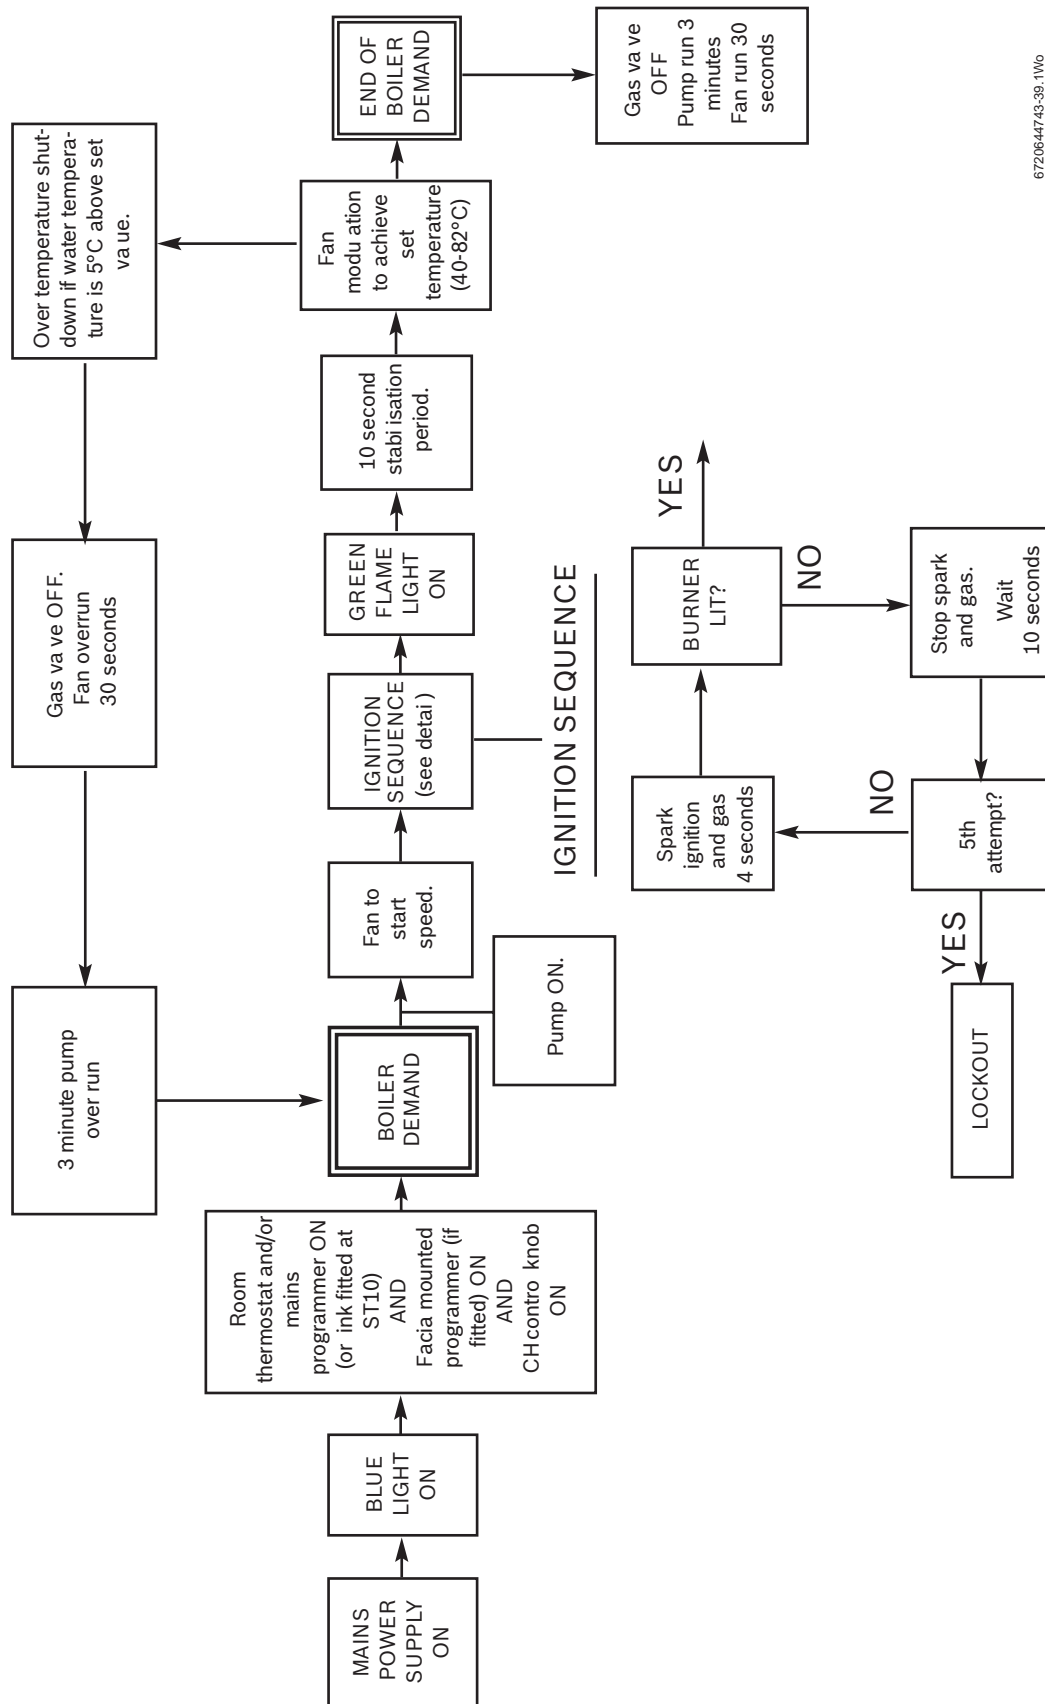 MAINS
POWER
SUPPLY
ON
BLUE
LIGHT
ON
Room
thermostat and/or
mains
programmer ON
(or ink fitted at
ST10)
AND
Facia mounted
programmer (if
fitted) ON
AND
CHcontro knob
ON
BOILER
DEMAND
Pump ON.
Fan to
start
speed.
IGNITION
SEQUENCE
(see detai )
GREEN
FLAME
LIGHT
ON
10 second
stabi isation
period.
Fan
modu ation
to achieve
set
temperature
(40-82°C)
END OF
BOILER
DEMAND
Gas va ve
OFF
Pump run 3
minutes
Fan run 30
seconds
Over temperature shut-
down if water tempera-
ture is 5°C above set
va ue.
Gas va ve OFF.
Fan overrun
30 seconds
3 minute pump
over run
IGNITION SEQUENCE
Spark
ignition
and gas
4 seconds
BURNER
LIT?
YES
NO
Stop spark
and gas.
Wait
10 seconds
5th
attempt?
NO
YES
LOCKOUT
6720644743-39.1Wo